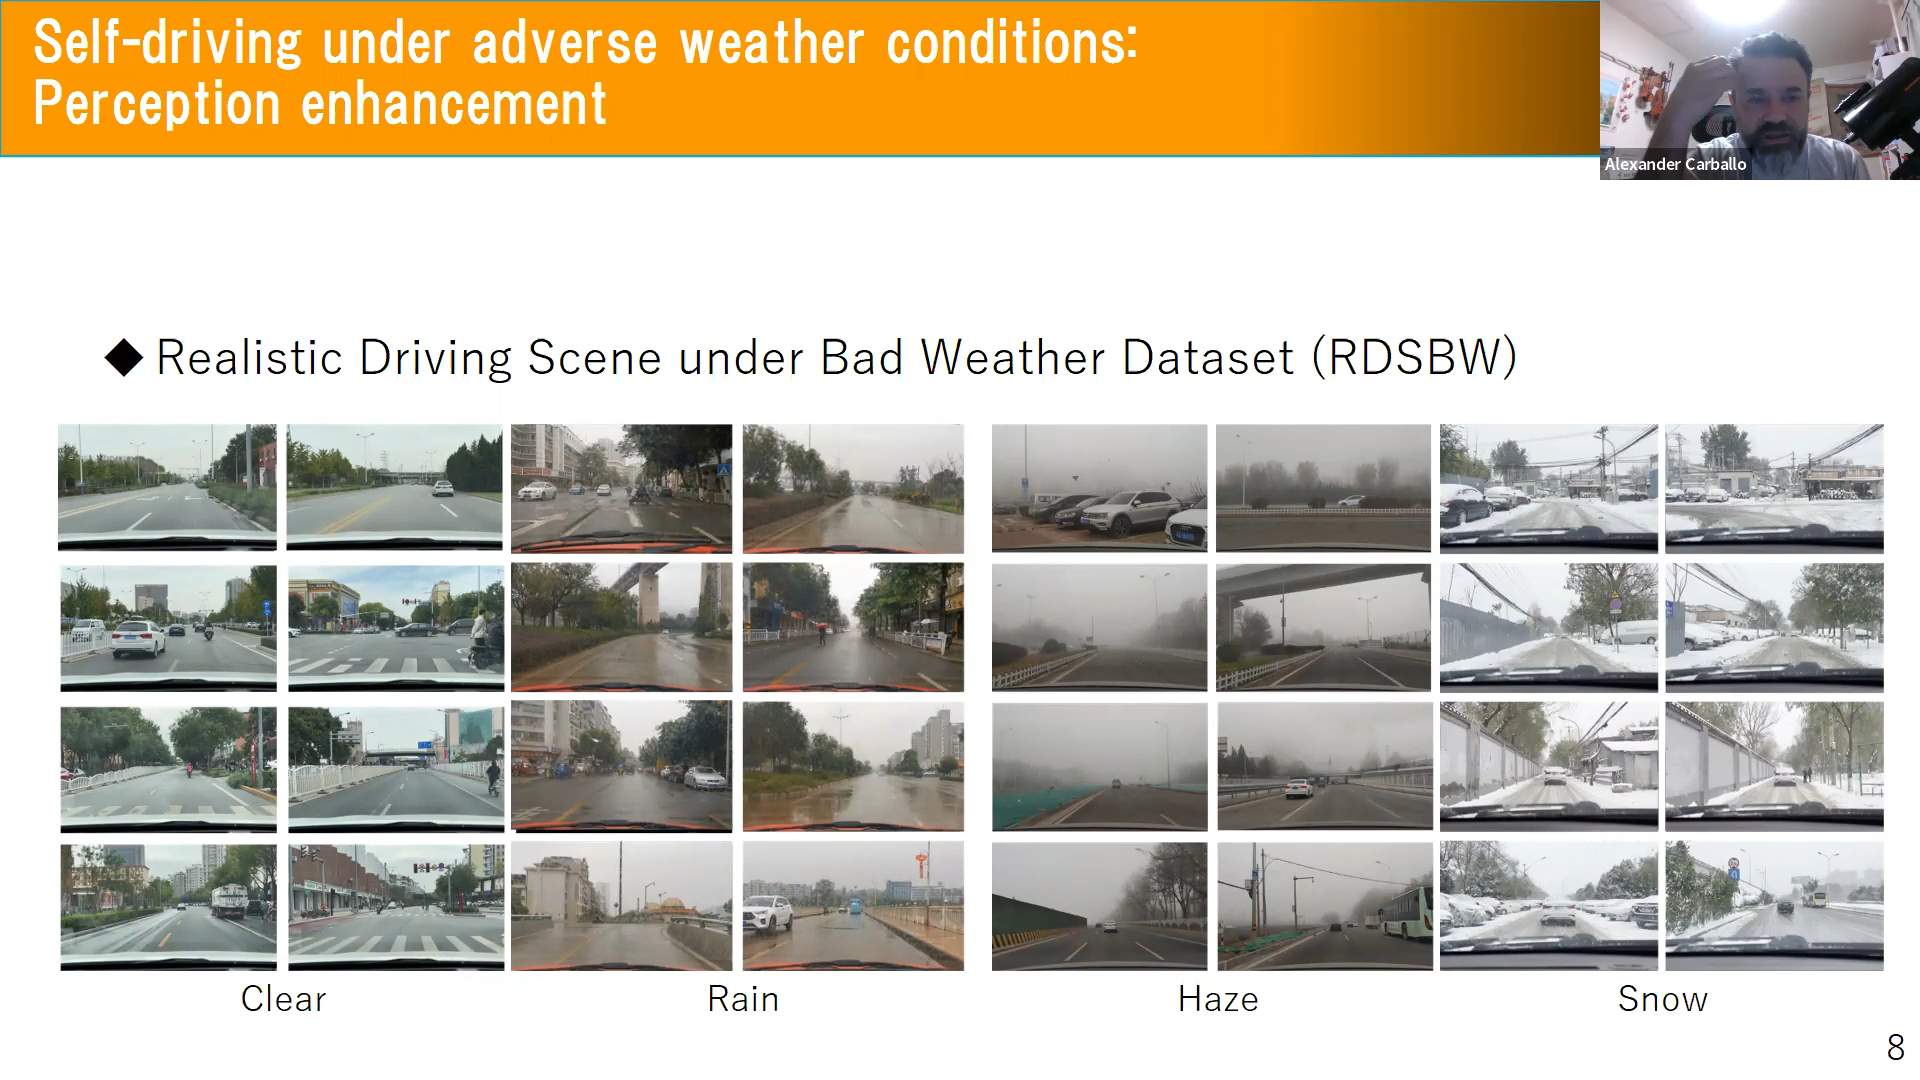 Self-driving under adverse weather conditions:
Perception enhancement
Alexander Carballo
◆ Realistic Driving Scene under Bad Weather Dataset (RDSBW)
Clear
Rain
Haze
Snow
8